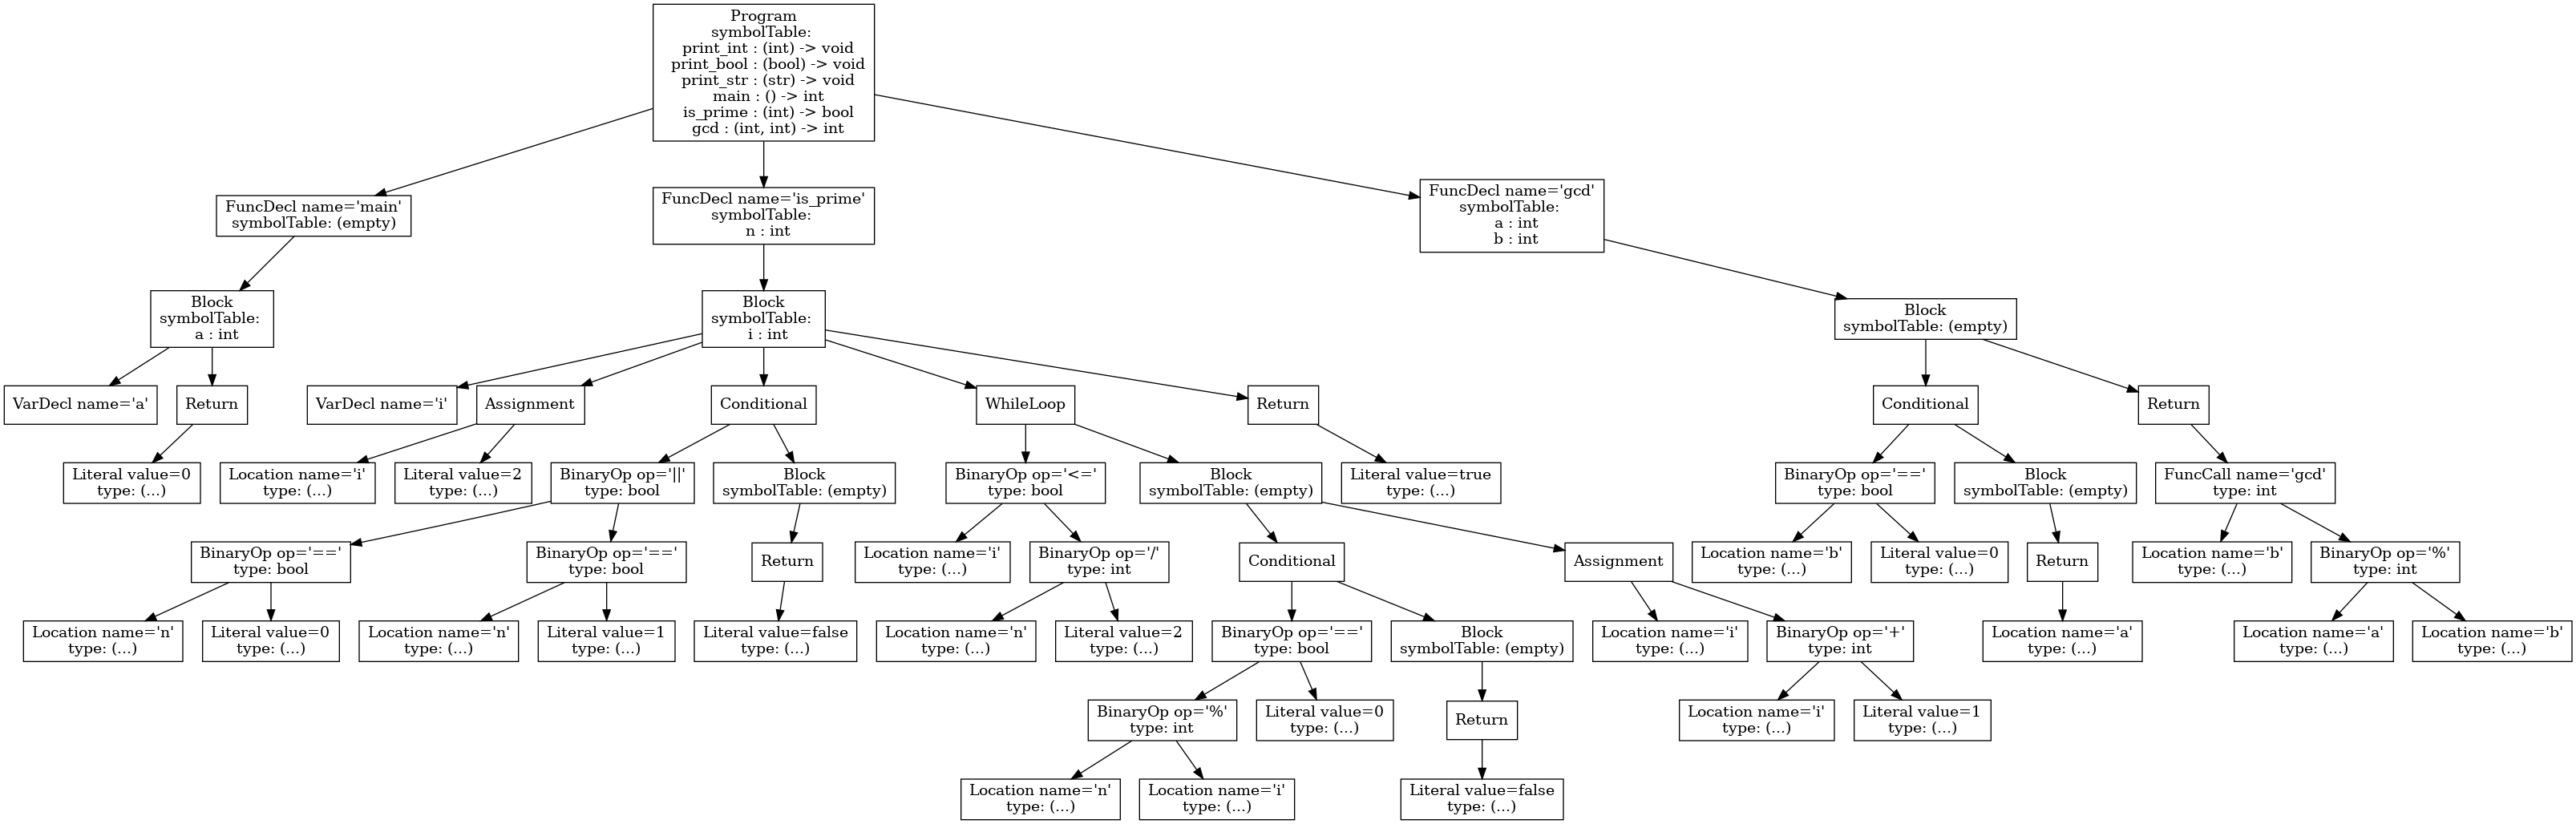 Program
symbolTable:
print_int : (int) -> void
print_bool : (bool) -> void
print_str : (str) -> void
main : () -> int
is_prime : (int) -> bool
gcd : (int, int) -> int
FuncDecl name='main'
symbolTable: (empty)
FuncDecl name='is_prime'
symbolTable:
n : int
FuncDecl name='gcd'
symbolTable:
a : int
b : int
Block
symbolTable:
a : int
Block
symbolTable:
i : int
Block
symbolTable: (empty)
VarDecl name='a'
Return
VarDecl name='i'
Assignment
Conditional
WhileLoop
Return
Conditional
Return
Literal value=0
type: (...)
Location name='i'
type: (...)
Literal value=2
type: (...)
BinaryOp op='||'
type: bool
Block
symbolTable: (empty)
BinaryOp op='<='
type: bool
Block
symbolTable: (empty)
Literal value=true
type: (...)
BinaryOp op='=='
type: bool
Block
symbolTable: (empty)
FuncCall name='gcd'
type: int
BinaryOp op='=='
type: bool
BinaryOp op='=='
type: bool
Return
Location name='i'
type: (...)
BinaryOp op='/'
type: int
Conditional
Assignment
Location name='b'
type: (...)
Literal value=0
type: (...)
Return
Location name='b'
type: (...)
BinaryOp op='%'
type: int
Location name='n'
type: (...)
Literal value=0
type: (...)
Location name='n'
type: (...)
Literal value=1
type: (...)
Literal value=false
type: (...)
Location name='n'
type: (...)
Literal value=2
type: (...)
BinaryOp op='=='
type: bool
Block
symbolTable: (empty)
Location name='i'
type: (...)
BinaryOp op='+'
type: int
Location name='a'
type: (...)
Location name='a'
type: (...)
Location name='b'
type: (...)
BinaryOp op='%'
type: int
Literal value=0
type: (...)
Return
Location name='i'
type: (...)
Literal value=1
type: (...)
Location name='n'
type: (...)
Location name='i'
type: (...)
Literal value=false
type: (...)